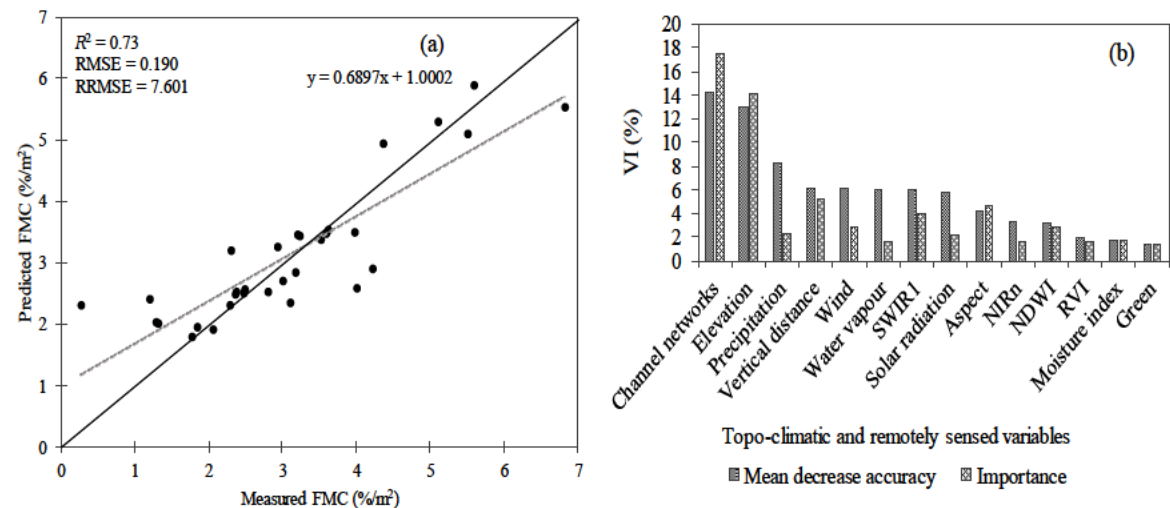 7
6
5
4
3
2
1
0
0 1 2 3 4 5 6 7
Predicted FMC (%/m²)
Measured FMC (%/m²)
R² = 0.73
RMSE = 0.190
RRMSE = 7.601
(a)
y = 0.6897x + 1.0002
20
18
16
14
12
10
8
6
4
2
0
VI (%)
(b)
Channel networks
Elevation
Precipitation
Vertical distance
Wind
Water vapour
SWIR1
Solar radiation
Aspect
NIRn
NDWI
RVI
Moisture index
Green
Topo-climatic and remotely sensed variables
Mean decrease accuracy Importance